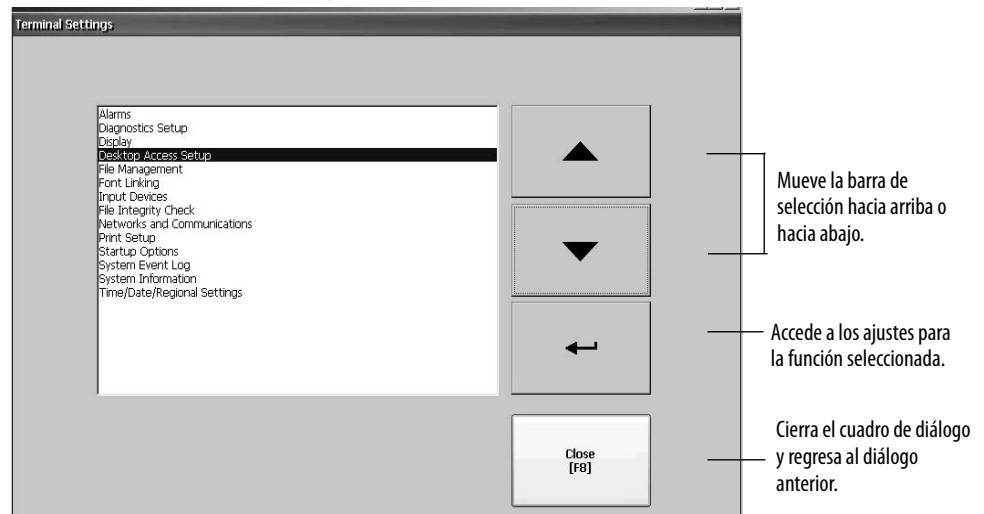 Terminal Settings
Alarms
Diagnostics Setup
Display
Desktop Access Setup
File Management
Font Linking
Input Devices
File Integrity Check
Networks and Communications
Print Setup
Startup Options
System Event Log
System Information
Time/Date/Regional Settings
Mueve la barra de
selección hacia arriba o
hacia abajo.
Accede a los ajustes para
la función seleccionada.
Close
[F8]
Cierra el cuadro de diálogo
y regresa al diálogo
anterior.